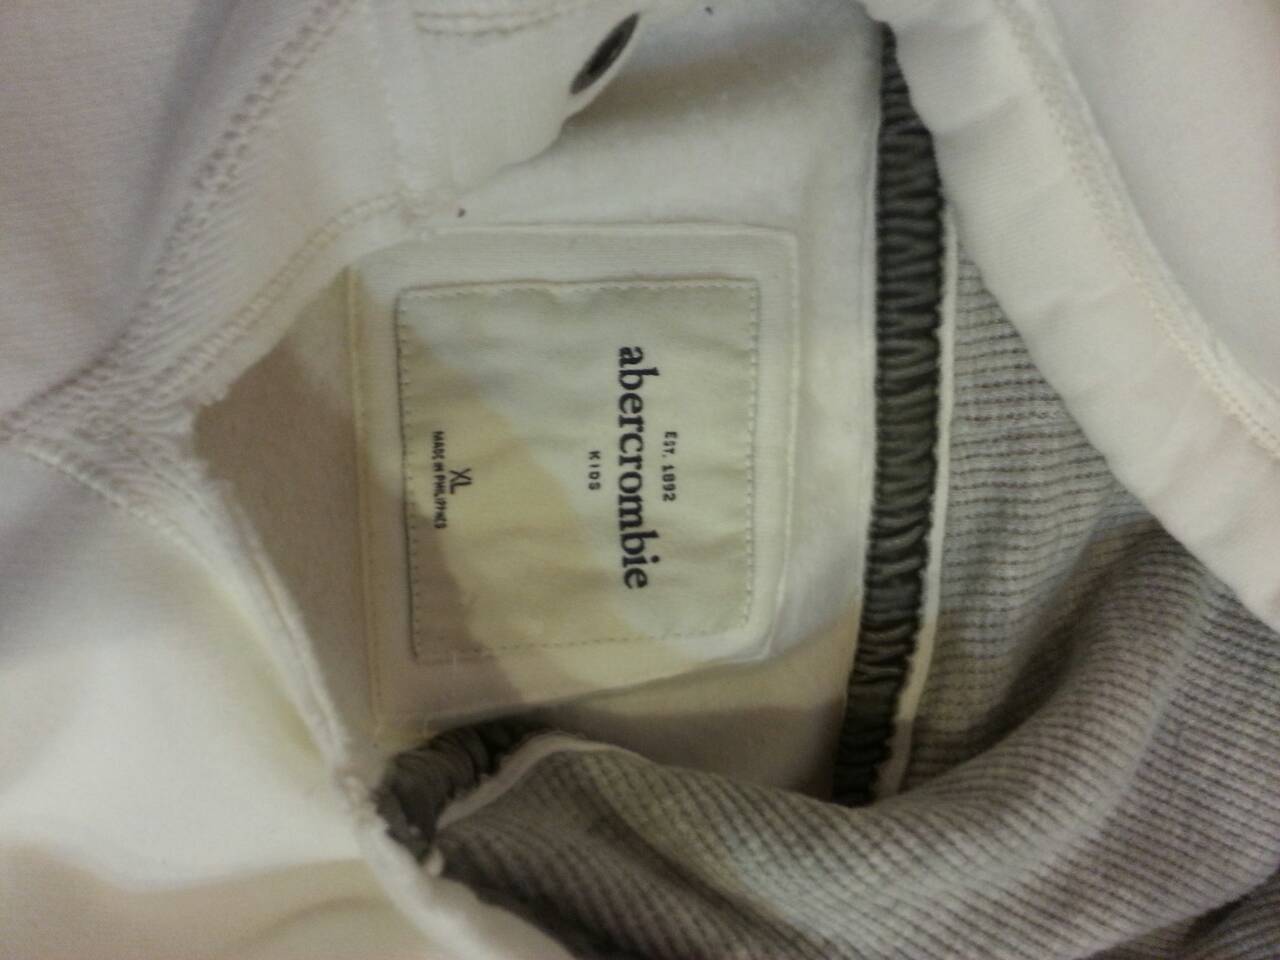 EST. 1892
abercrombie
KIDS
XL
MADE IN PHILIPPINES